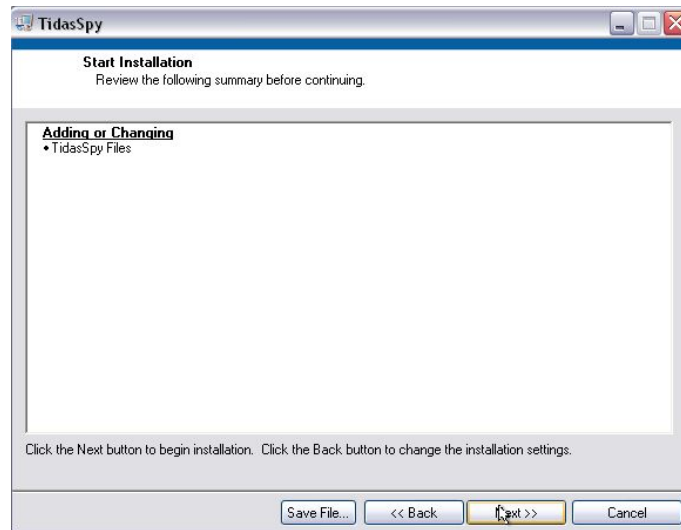 TidasSpy
Start Installation
Review the following summary before continuing.
Adding or Changing
• TidasSpy Files
Click the Next button to begin installation. Click the Back button to change the installation settings.
Save File... << Back Next >> Cancel